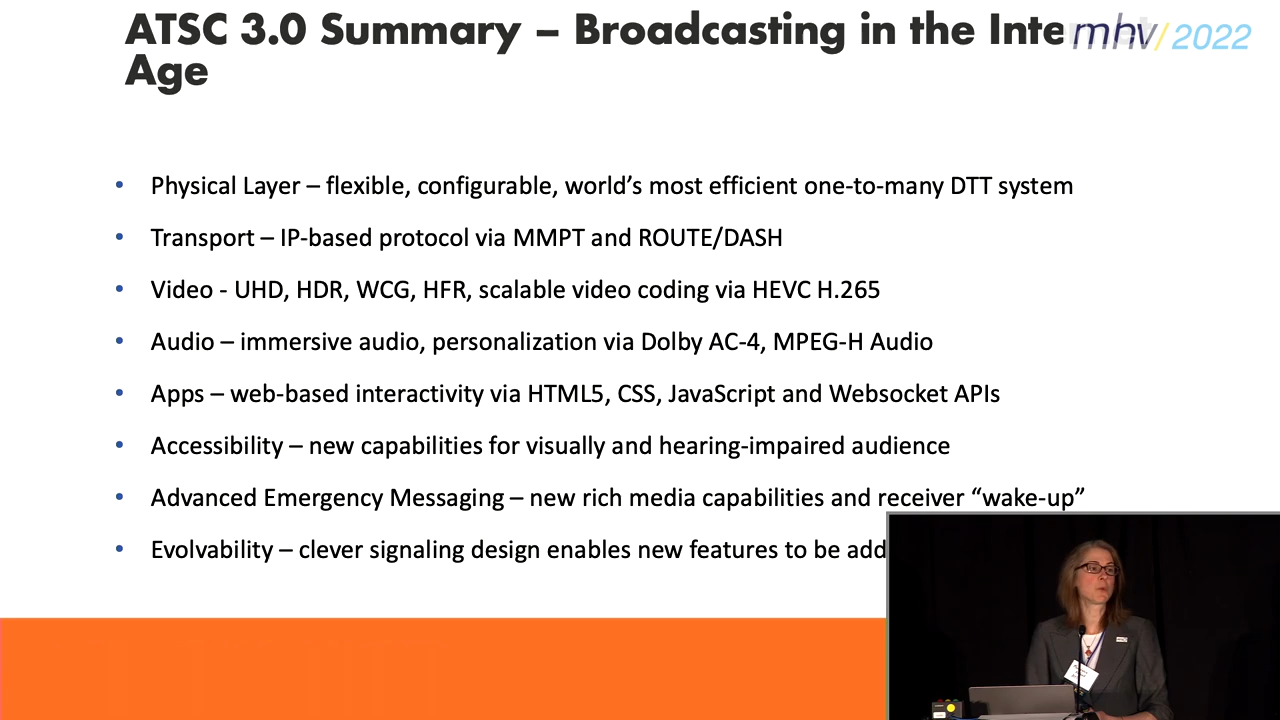 ATSC 3.0 Summary – Broadcasting in the Inte
mhv/2022
Age
• Physical Layer – flexible, configurable, world’s most efficient one-to-many DTT system
• Transport – IP-based protocol via MMPT and ROUTE/DASH
• Video - UHD, HDR, WCG, HFR, scalable video coding via HEVC H.265
• Audio – immersive audio, personalization via Dolby AC-4, MPEG-H Audio
• Apps – web-based interactivity via HTML5, CSS, JavaScript and Websocket APIs
• Accessibility – new capabilities for visually and hearing-impaired audience
• Advanced Emergency Messaging – new rich media capabilities and receiver “wake-up”
• Evolvability – clever signaling design enables new features to be add